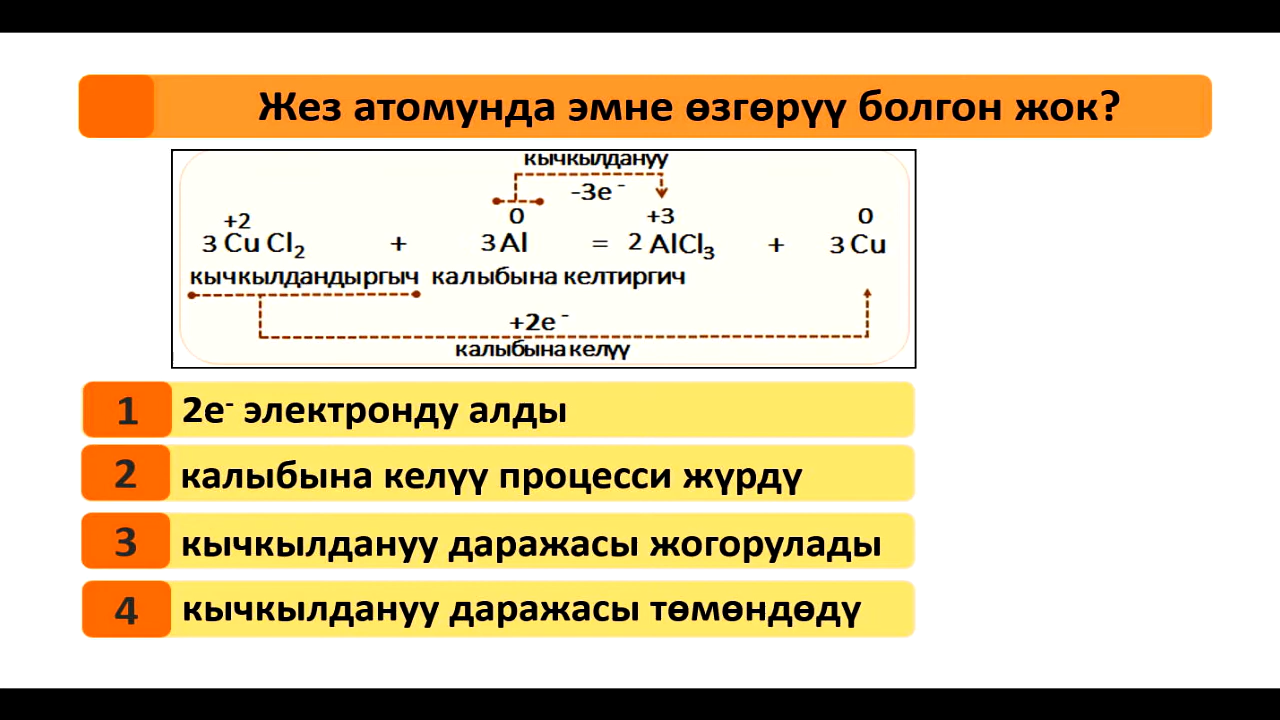 Жез атомунда эмне өзгөрүү болгон жок?
кычкылдануу
-3e⁻
+2 0 +3 0
3 Cu Cl₂ + 3 Al = 2 AlCl₃ + 3 Cu
кычкылдандыргыч калыбына келтиргич
+2e⁻
калыбына келүү
1 2e⁻ электронду алды
2 калыбына келүү процесси жүрдү
3 кычкылдануу даражасы жогорулады
4 кычкылдануу даражасы төмөндөдү